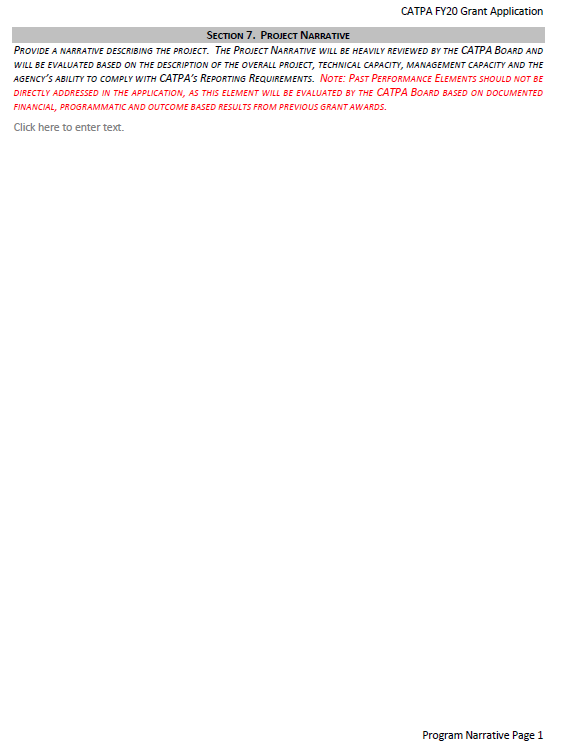 CATPA FY20 Grant Application
SECTION 7. PROJECT NARRATIVE
PROVIDE A NARRATIVE DESCRIBING THE PROJECT. THE PROJECT NARRATIVE WILL BE HEAVILY REVIEWED BY THE CATPA BOARD AND
WILL BE EVALUATED BASED ON THE DESCRIPTION OF THE OVERALL PROJECT, TECHNICAL CAPACITY, MANAGEMENT CAPACITY AND THE
AGENCY'S ABILITY TO COMPLY WITH CATPA'S REPORTING REQUIREMENTS. NOTE: PAST PERFORMANCE ELEMENTS SHOULD NOT BE
DIRECTLY ADDRESSED IN THE APPLICATION, AS THIS ELEMENT WILL BE EVALUATED BY THE CATPA BOARD BASED ON DOCUMENTED
FINANCIAL, PROGRAMMATIC AND OUTCOME BASED RESULTS FROM PREVIOUS GRANT AWARDS.
Click here to enter text.
Program Narrative Page 1